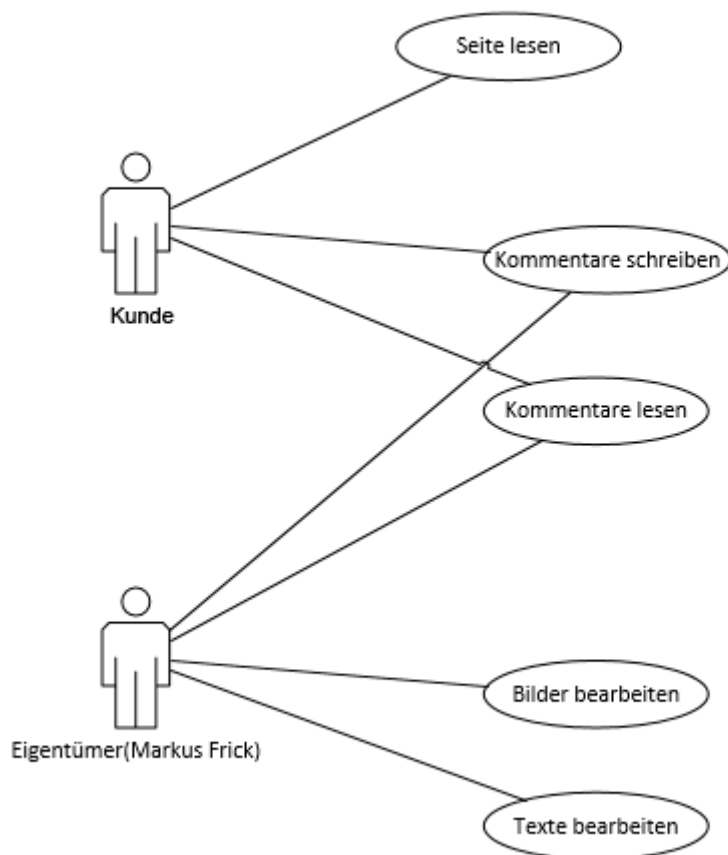 Seite lesen
Kommentare schreiben
Kunde
Kommentare lesen
Bilder bearbeiten
Eigentümer(Markus Frick)
Texte bearbeiten